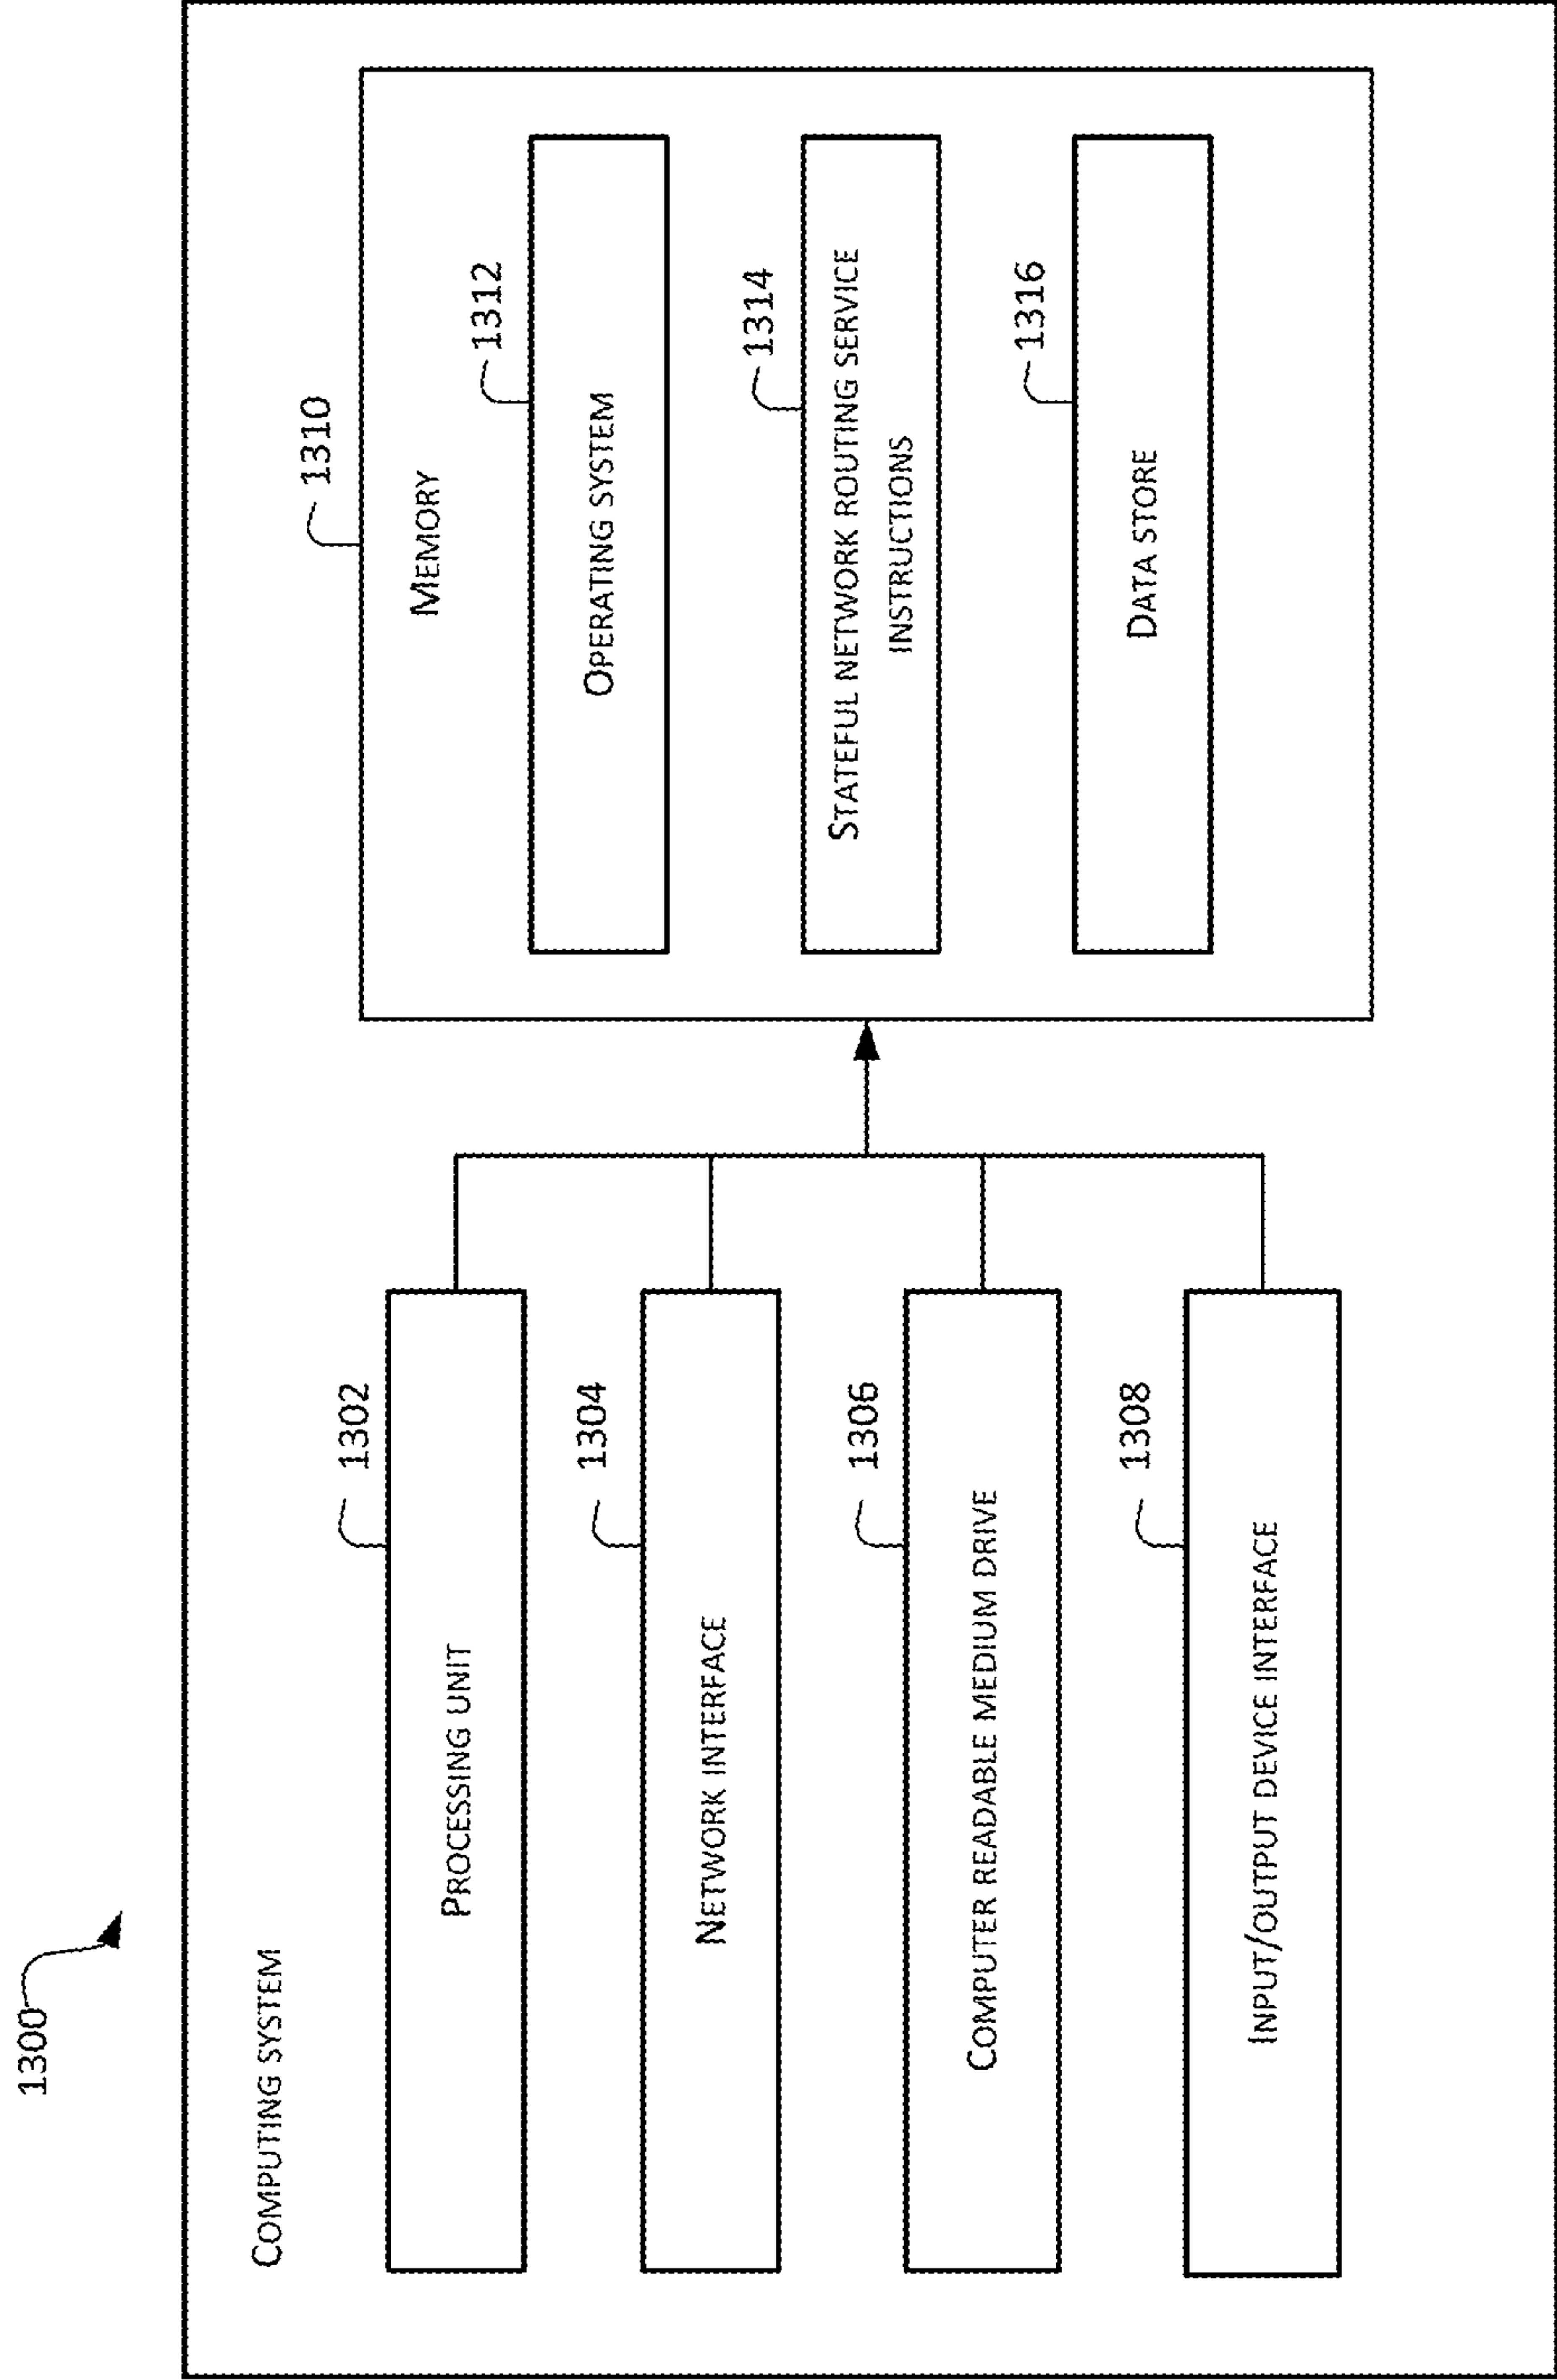 1300
COMPUTING SYSTEM
1302
PROCESSING UNIT
1304
NETWORK INTERFACE
1306
COMPUTER READABLE MEDIUM DRIVE
1308
INPUT/OUTPUT DEVICE INTERFACE
1310
MEMORY
1312
OPERATING SYSTEM
1314
STATEFUL NETWORK ROUTING SERVICE
INSTRUCTIONS
1316
DATA STORE